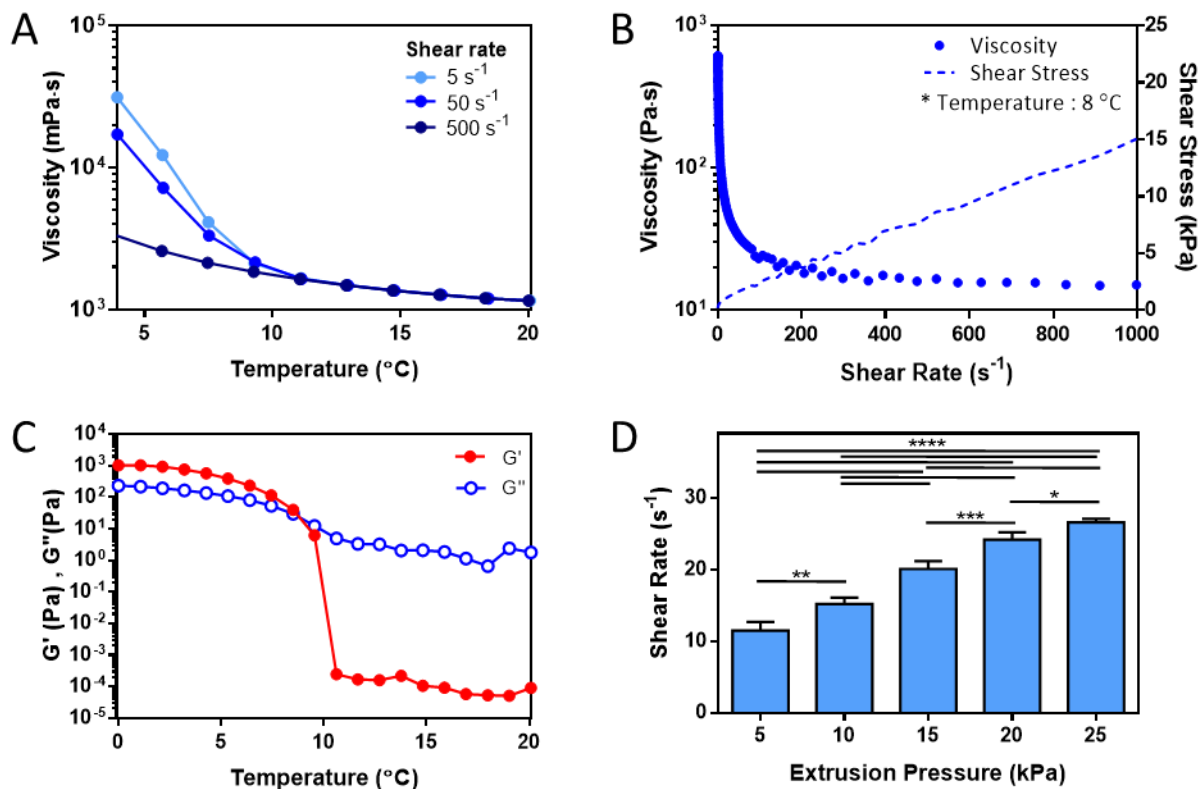 A
Viscosity (mPa·s)
10^5
10^4
10^3
Shear rate
5 s^-1
50 s^-1
500 s^-1
5
10
15
20
Temperature (°C)
B
Viscosity (Pa·s)
10^3
10^2
10^1
Viscosity
Shear Stress
* Temperature : 8 °C
25
20
15
10
5
0
Shear Stress (kPa)
0
200
400
600
800
1000
Shear Rate (s^-1)
C
G' (Pa) , G''(Pa)
10^4
10^3
10^2
10^1
10^0
10^-1
10^-2
10^-3
10^-4
10^-5
G'
G''
0
5
10
15
20
Temperature (°C)
D
Shear Rate (s^-1)
30
20
10
0
****
*
***
**
5
10
15
20
25
Extrusion Pressure (kPa)